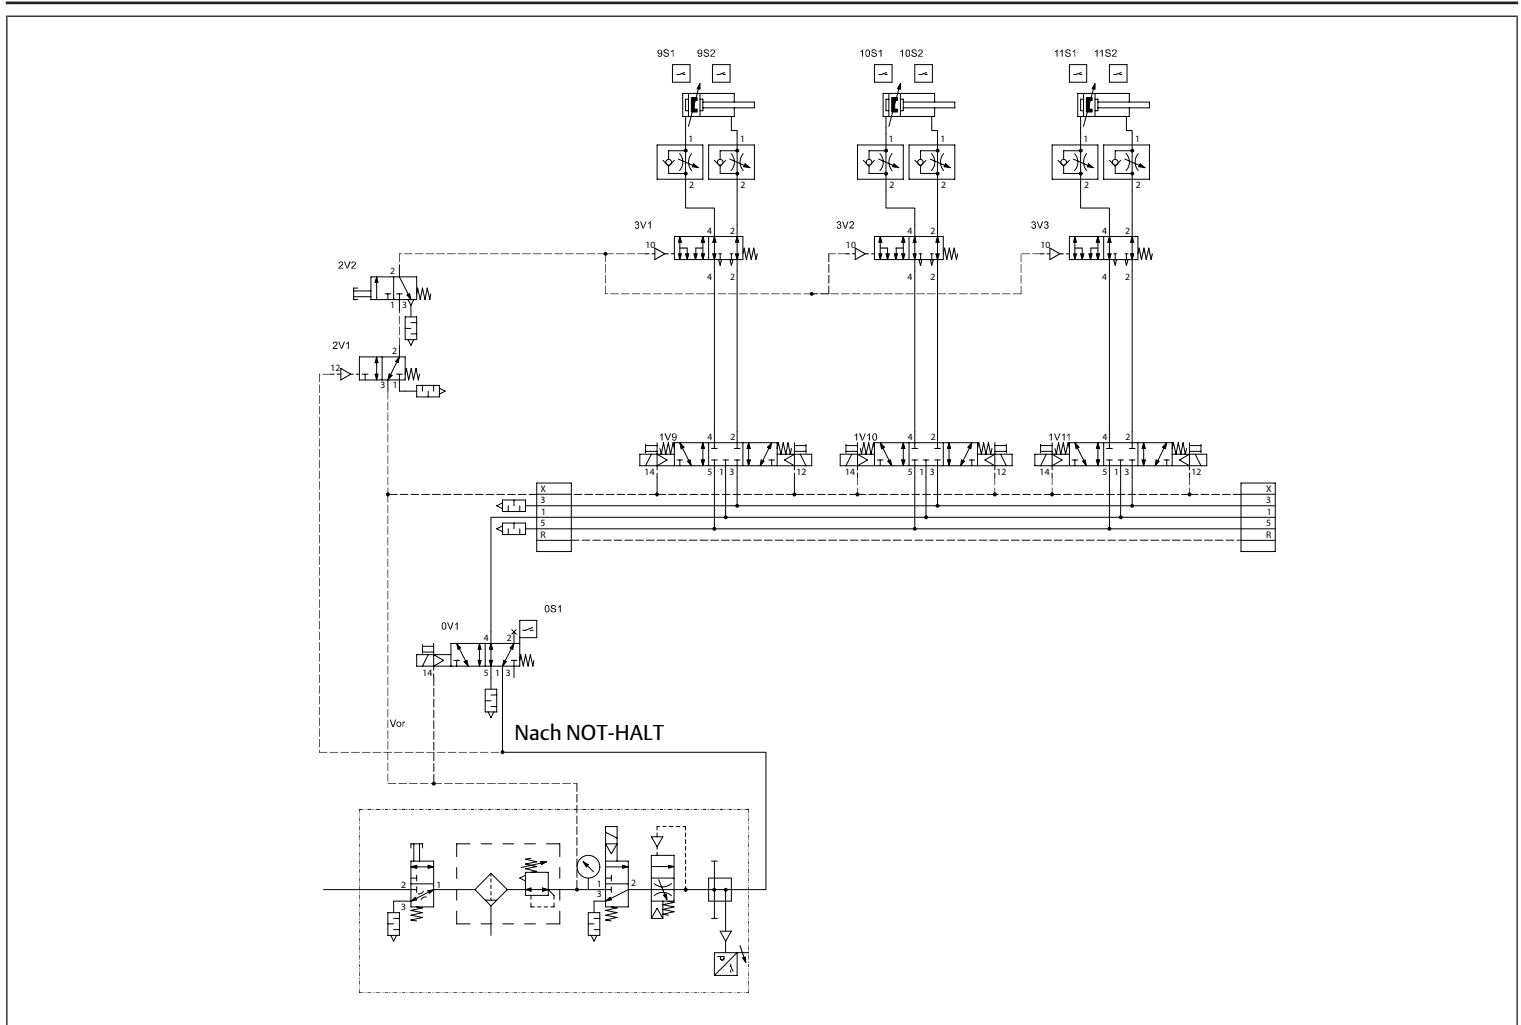 9S1 9S2 10S1 10S2 11S1 11S2
1 1 1 1 1 1
2 2 2 2 2 2
3V1 3V2 3V3
4 2 4 2 4 2
10 10 10
2V2 2
4 2 4 2 4 2
1 3
2V1 2
12
3 1
1V9 4 2 1V10 4 2 1V11 4 2
14 5 1 3 12 14 5 1 3 12 14 5 1 3 12
X X
3 3
1 1
5 5
R R
0S1
0V1 4 2
14 5 1 3
Vor
Nach NOT-HALT
2 1 1 2
3 3
P